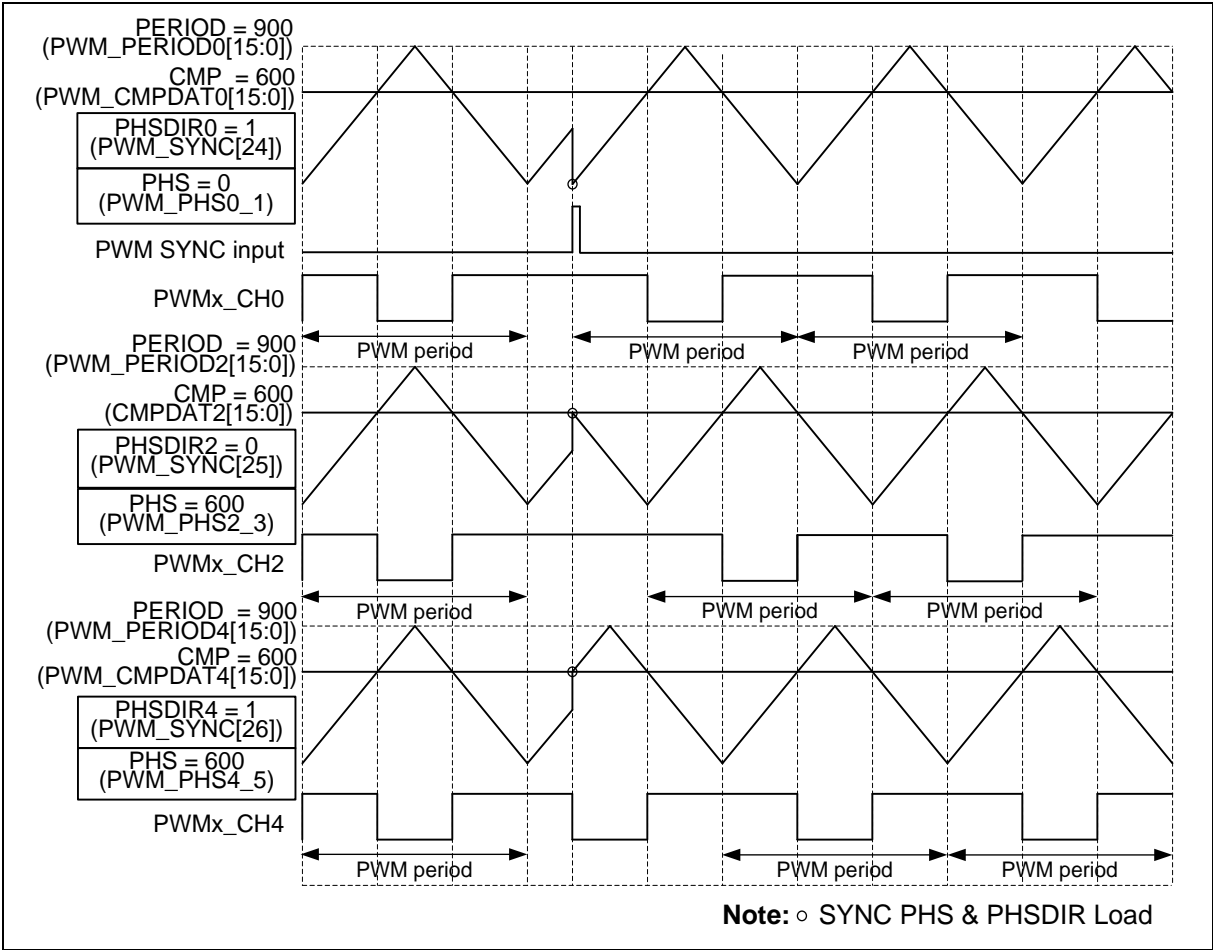 PERIOD = 900
(PWM_PERIOD0[15:0])
CMP = 600
(PWM_CMPDAT0[15:0])
PHSDIR0 = 1
(PWM_SYNC[24])
PHS = 0
(PWM_PHS0_1)
PWM SYNC input
PWMx_CH0
PWM period
PWM period
PWM period
PERIOD = 900
(PWM_PERIOD2[15:0])
CMP = 600
(CMPDAT2[15:0])
PHSDIR2 = 0
(PWM_SYNC[25])
PHS = 600
(PWM_PHS2_3)
PWMx_CH2
PWM period
PWM period
PWM period
PERIOD = 900
(PWM_PERIOD4[15:0])
CMP = 600
(PWM_CMPDAT4[15:0])
PHSDIR4 = 1
(PWM_SYNC[26])
PHS = 600
(PWM_PHS4_5)
PWMx_CH4
PWM period
PWM period
PWM period
Note: ○ SYNC PHS & PHSDIR Load